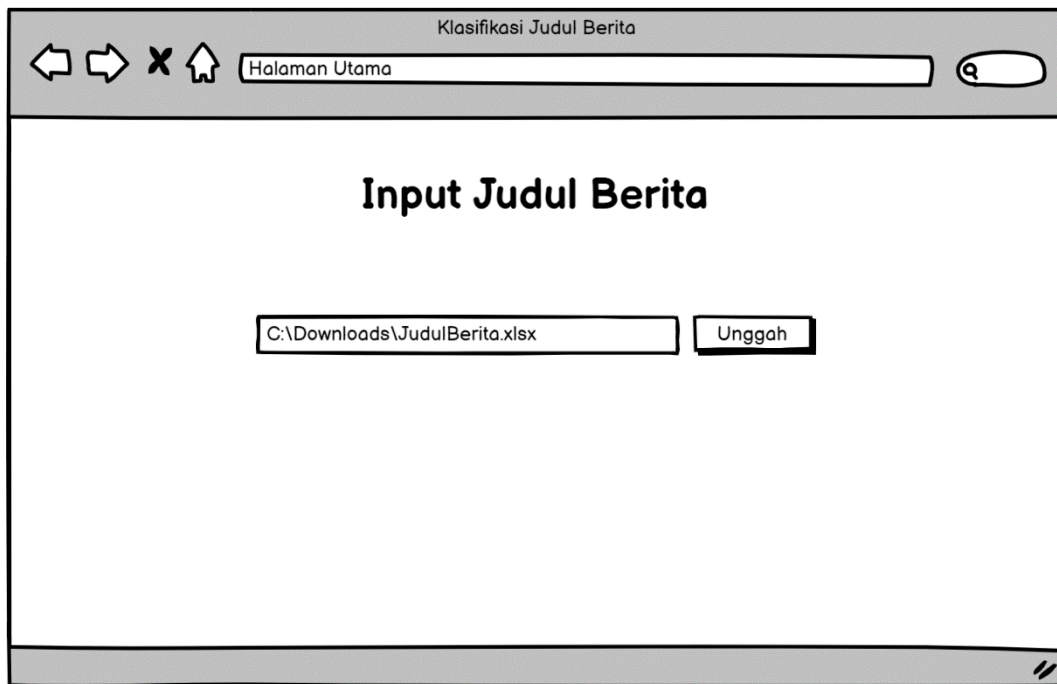 Klasifikasi Judul Berita
Halaman Utama
Input Judul Berita
C:\Downloads\JudulBerita.xlsx
Unggah